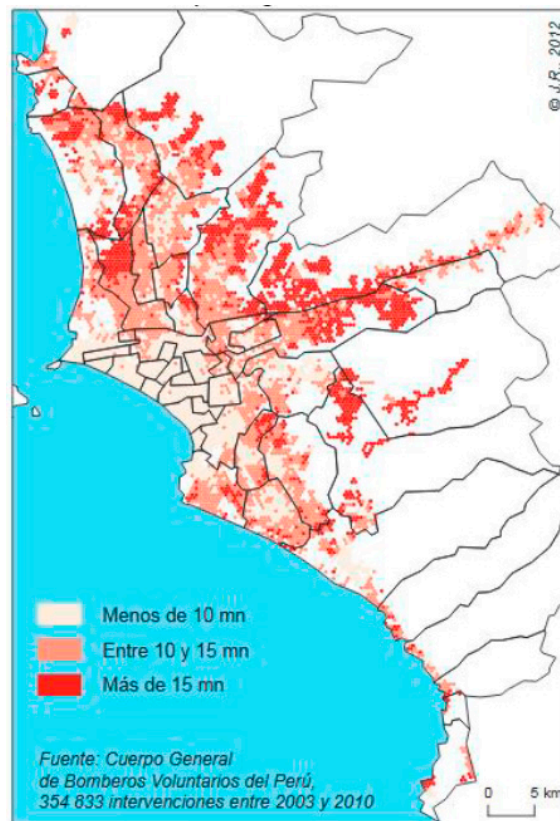 © J.R., 2012
Menos de 10 mn
Entre 10 y 15 mn
Más de 15 mn
Fuente: Cuerpo General
de Bomberos Voluntarios del Perú,
354 833 intervenciones entre 2003 y 2010
0 5 km